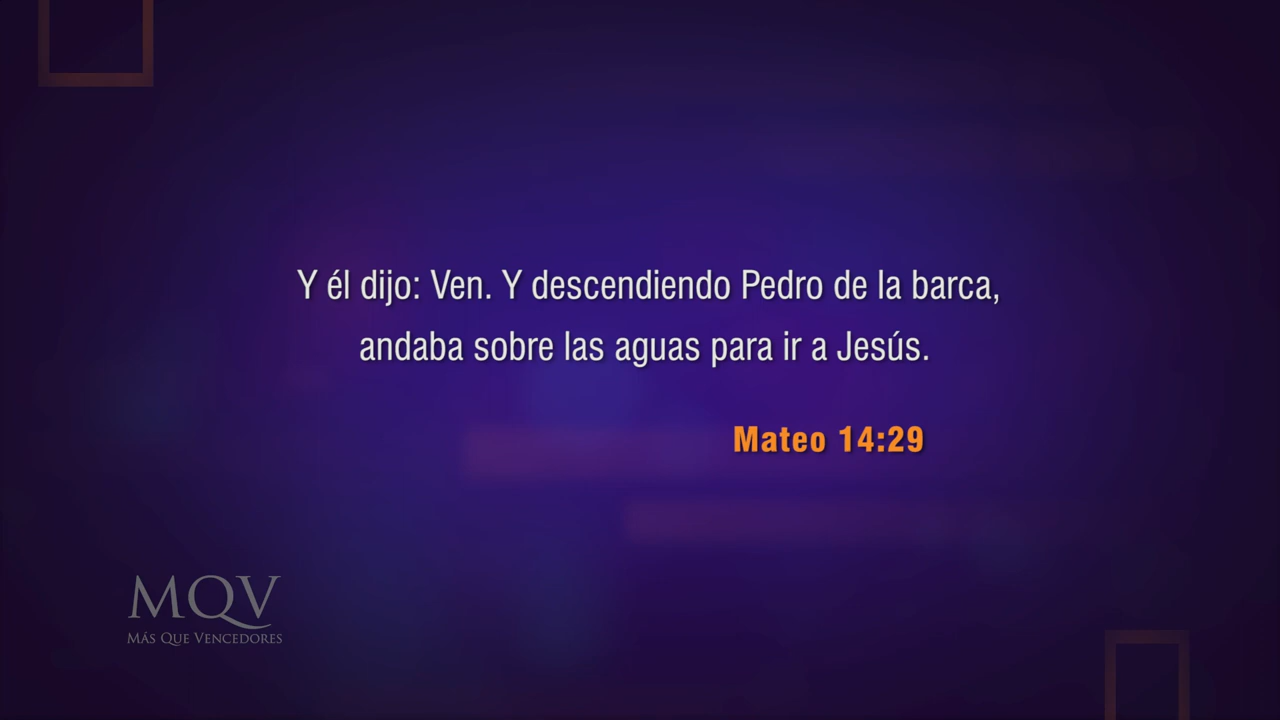 Y él dijo: Ven. Y descendiendo Pedro de la barca,
andaba sobre las aguas para ir a Jesús.
Mateo 14:29
MQV
MÁS QUE VENCEDORES